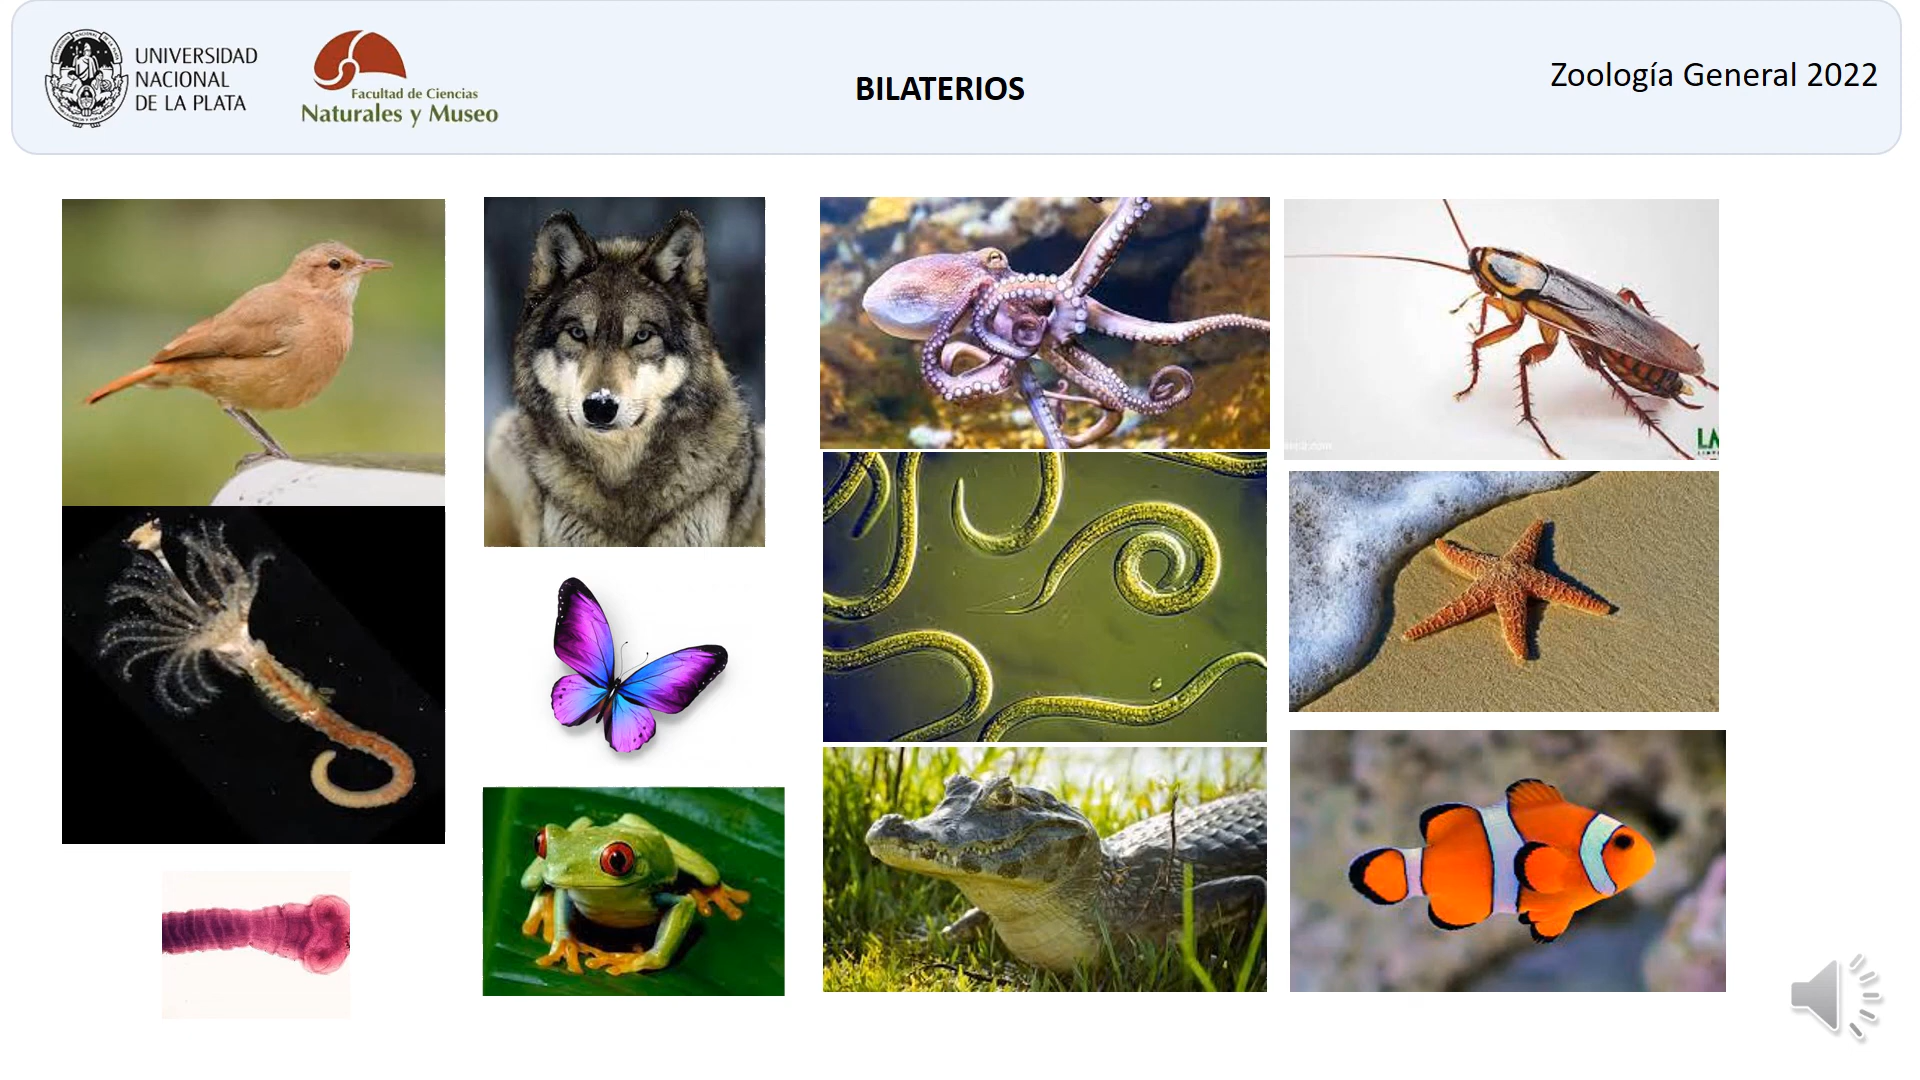 UNIVERSIDAD
NACIONAL
DE LA PLATA
Facultad de Ciencias
Naturales y Museo
BILATERIOS
Zoología General 2022